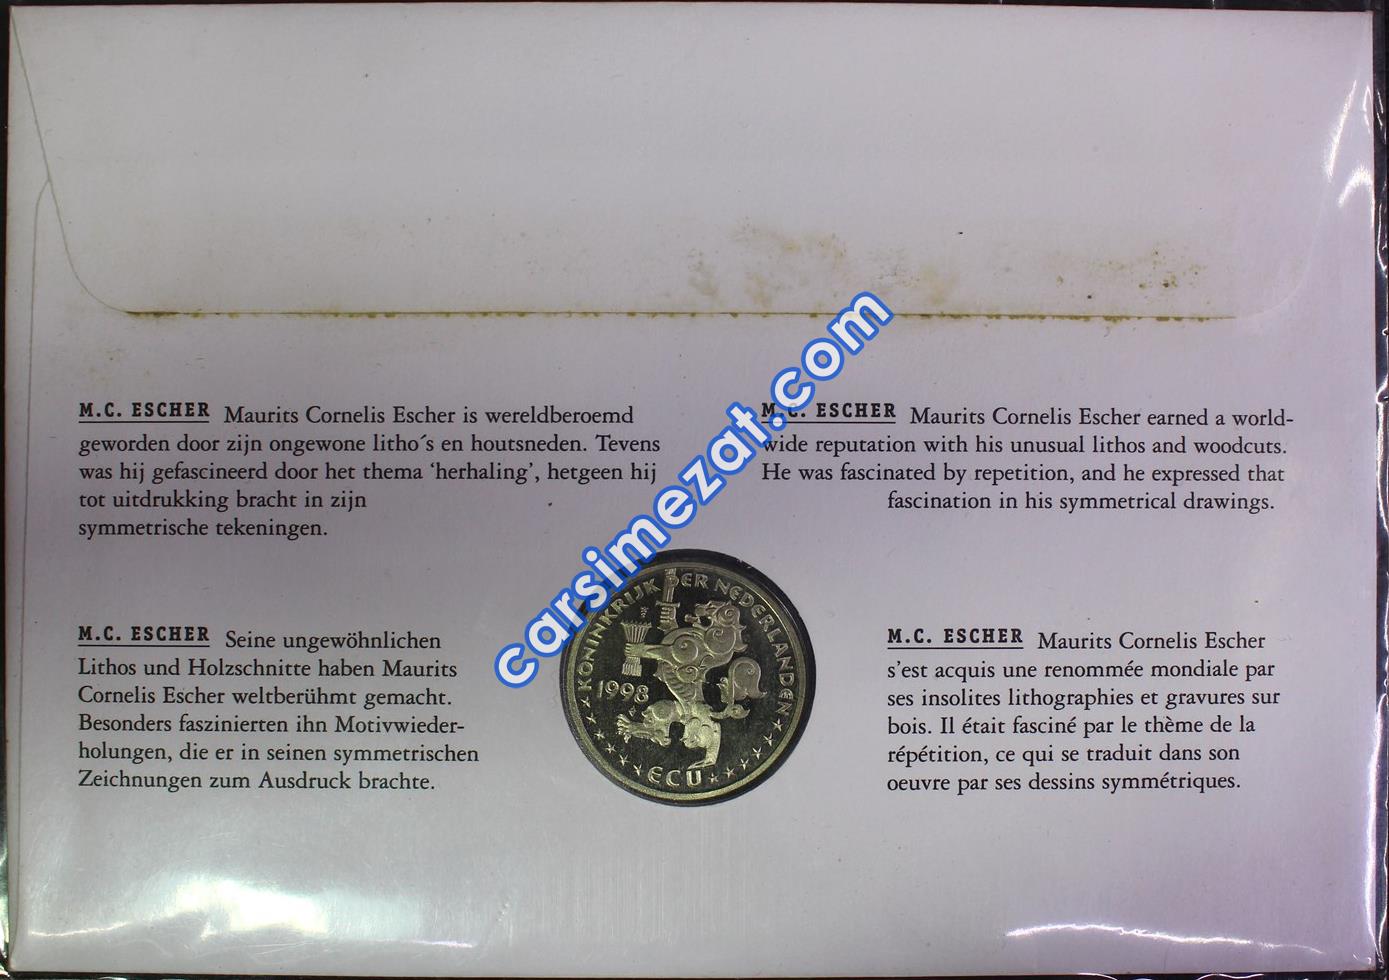 M.C. ESCHER Maurits Cornelis Escher is wereldberoemd
geworden door zijn ongewone litho´s en houtsneden. Tevens
was hij gefascineerd door het thema ‘herhaling’, hetgeen hij
tot uitdrukking bracht in zijn
symmetrische tekeningen.
M.C. ESCHER Maurits Cornelis Escher earned a world-
wide reputation with his unusual lithos and woodcuts.
He was fascinated by repetition, and he expressed that
fascination in his symmetrical drawings.
M.C. ESCHER Seine ungewöhnlichen
Lithos und Holzschnitte haben Maurits
Cornelis Escher weltberühmt gemacht.
Besonders faszinierten ihn Motivwieder-
holungen, die er in seinen symmetrischen
Zeichnungen zum Ausdruck brachte.
KONINKRIJK DER NEDERLANDEN
1998
ECU
M.C. ESCHER Maurits Cornelis Escher
s’est acquis une renommée mondiale par
ses insolites lithographies et gravures sur
bois. Il était fasciné par le thème de la
répétition, ce qui se traduit dans son
oeuvre par ses dessins symmétriques.
carsimezat.com